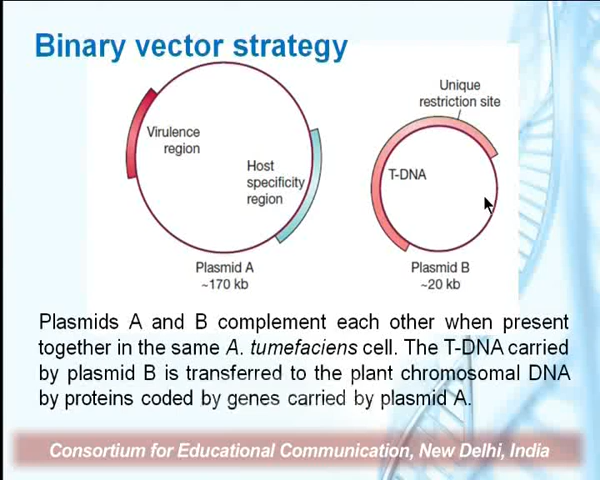 Binary vector strategy
Unique
restriction site
Virulence
region
Host
specificity
region
T-DNA
Plasmid A
~170 kb
Plasmid B
~20 kb
Plasmids A and B complement each other when present
together in the same A. tumefaciens cell. The T-DNA carried
by plasmid B is transferred to the plant chromosomal DNA
by proteins coded by genes carried by plasmid A.
Consortium for Educational Communication, New Delhi, India